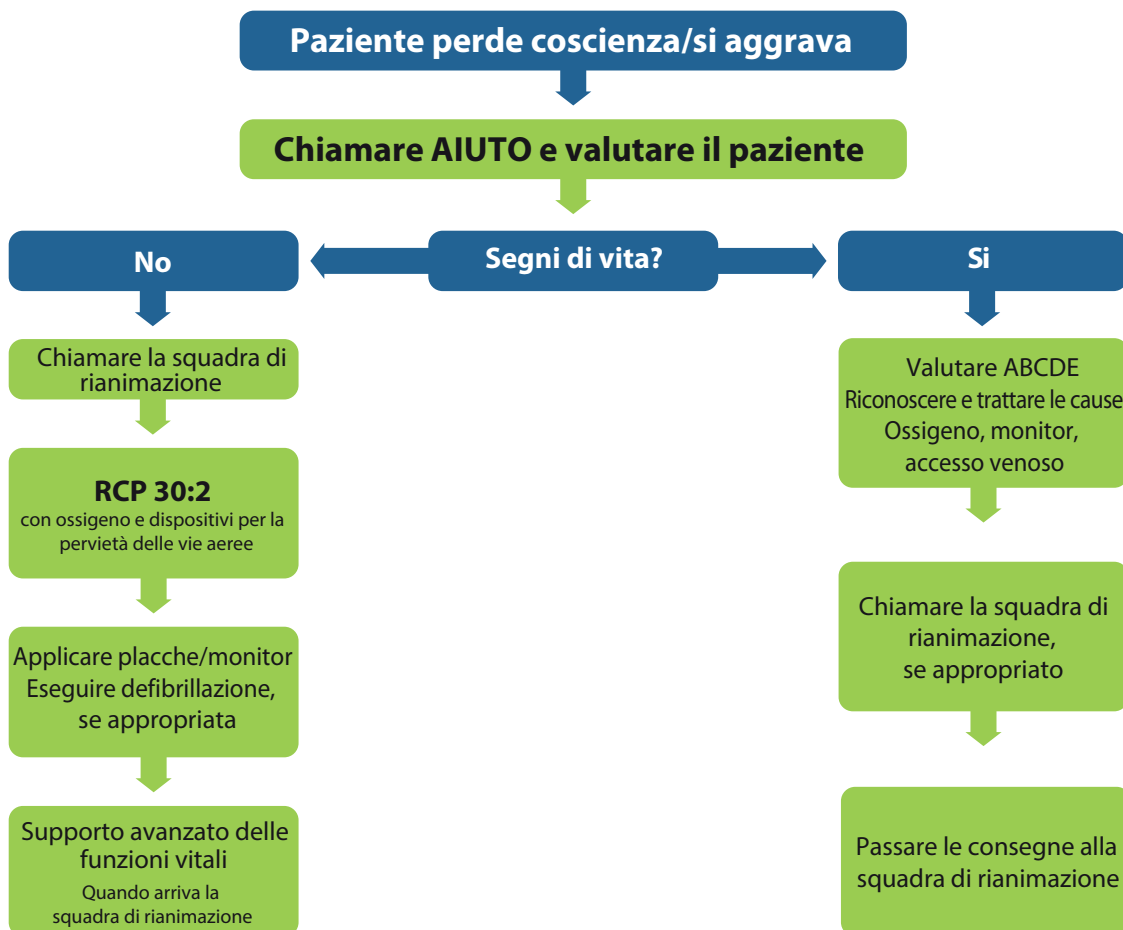 Paziente perde coscienza/si aggrava
Chiamare AIUTO e valutare il paziente
No
Segni di vita?
Si
Chiamare la squadra di
rianimazione
RCP 30:2
con ossigeno e dispositivi per la
pervietà delle vie aeree
Applicare placche/monitor
Eseguire defibrillazione,
se appropriata
Supporto avanzato delle
funzioni vitali
Quando arriva la
squadra di rianimazione
Valutare ABCDE
Riconoscere e trattare le cause
Ossigeno, monitor,
accesso venoso
Chiamare la squadra di
rianimazione,
se appropriato
Passare le consegne alla
squadra di rianimazione